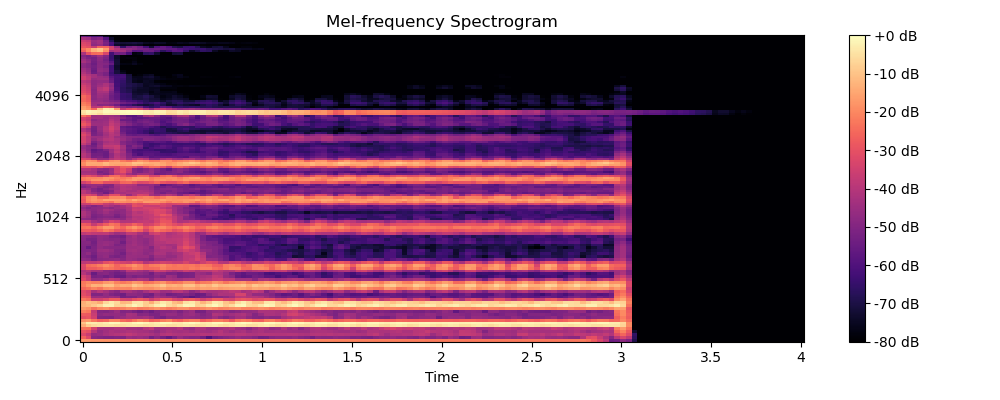 Mel-frequency Spectrogram
+0 dB
-10 dB
-20 dB
-30 dB
-40 dB
-50 dB
-60 dB
-70 dB
-80 dB
Hz
4096
2048
1024
512
0
0 0.5 1 1.5 2 2.5 3 3.5 4
Time